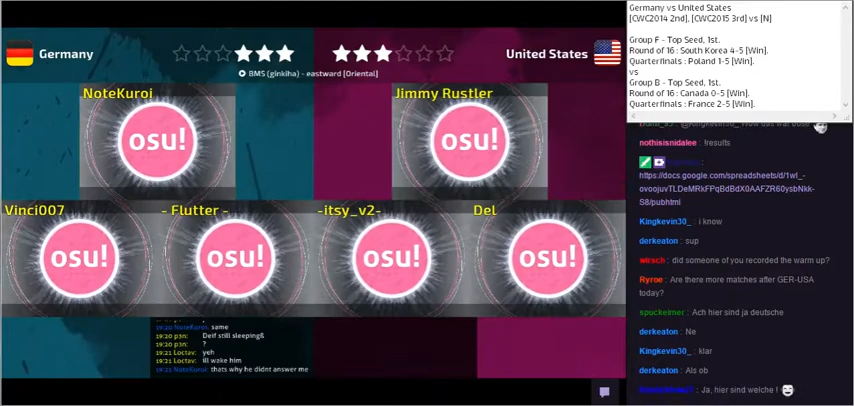 Germany
United States
BMS (ginkiha) - eastward [Oriental]
NoteKuroi
Jimmy Rustler
osu!
osu!
Vinci007
- Flutter -
-itsy_v2-
Del
osu!
osu!
osu!
osu!
19:20 NoteKuroi: same
19:20 p3n: Deif still sleeping?
19:20 p3n: ?
19:21 Loctav: yeh
19:21 Loctav: ill wake him
19:21 NoteKuroi: thats why he didnt answer me
Germany vs United States
[CWC2014 2nd], [CWC2015 3rd] vs [N]
Group F - Top Seed, 1st.
Round of 16 : South Korea 4-5 [Win].
Quarterfinals : Poland 1-5 [Win].
vs
Group B - Top Seed, 1st.
Round of 16 : Canada 0-5 [Win].
Quarterfinals : France 2-5 [Win].
nothisisnidalee : !results
https://docs.google.com/spreadsheets/d/1wI_-
ovoojuvTLDeMRkFPqBdBdX0AAFZR60ysbNkk-
S8/pubhtml
Kingkevin30_ : i know
derkeaton : sup
wirsch : did someone of you recorded the warm up?
Ryroe : Are there more matches after GER-USA
today?
spuckelmer : Ach hier sind ja deutsche
derkeaton : Ne
Kingkevin30_ : klar
derkeaton : Als ob
: Ja, hier sind welche !